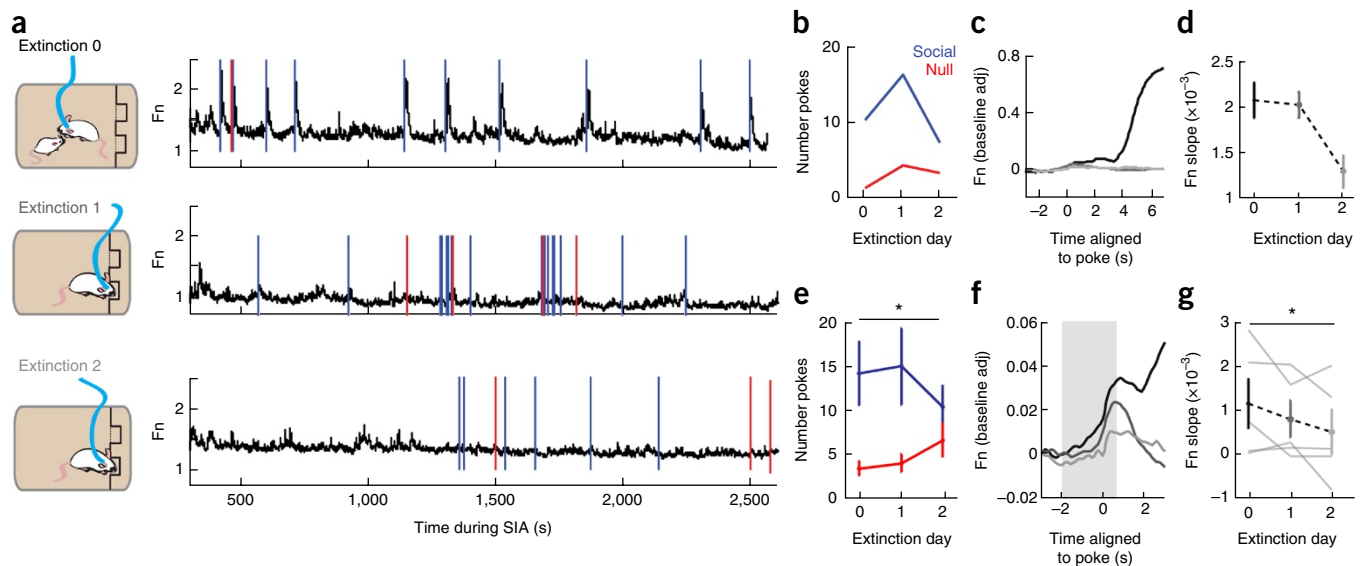 a
Extinction 0
Fn
2
1
Extinction 1
Fn
2
1
Extinction 2
Fn
2
1
500
1,000
1,500
2,000
2,500
Time during SIA (s)
b
Number pokes
20
10
0
Social
Null
0
1
2
Extinction day
c
Fn (baseline adj)
0.8
0.4
0
−2
0
2
4
6
Time aligned
to poke (s)
d
Fn slope (×10−3)
2.5
2
1.5
1
0
1
2
Extinction day
e
Number pokes
20
15
10
5
0
*
0
1
2
Extinction day
f
Fn (baseline adj)
0.06
0.04
0.02
0
−0.02
−2
0
2
Time aligned
to poke (s)
g
Fn slope (×10−3)
3
2
1
0
−1
*
0
1
2
Extinction day